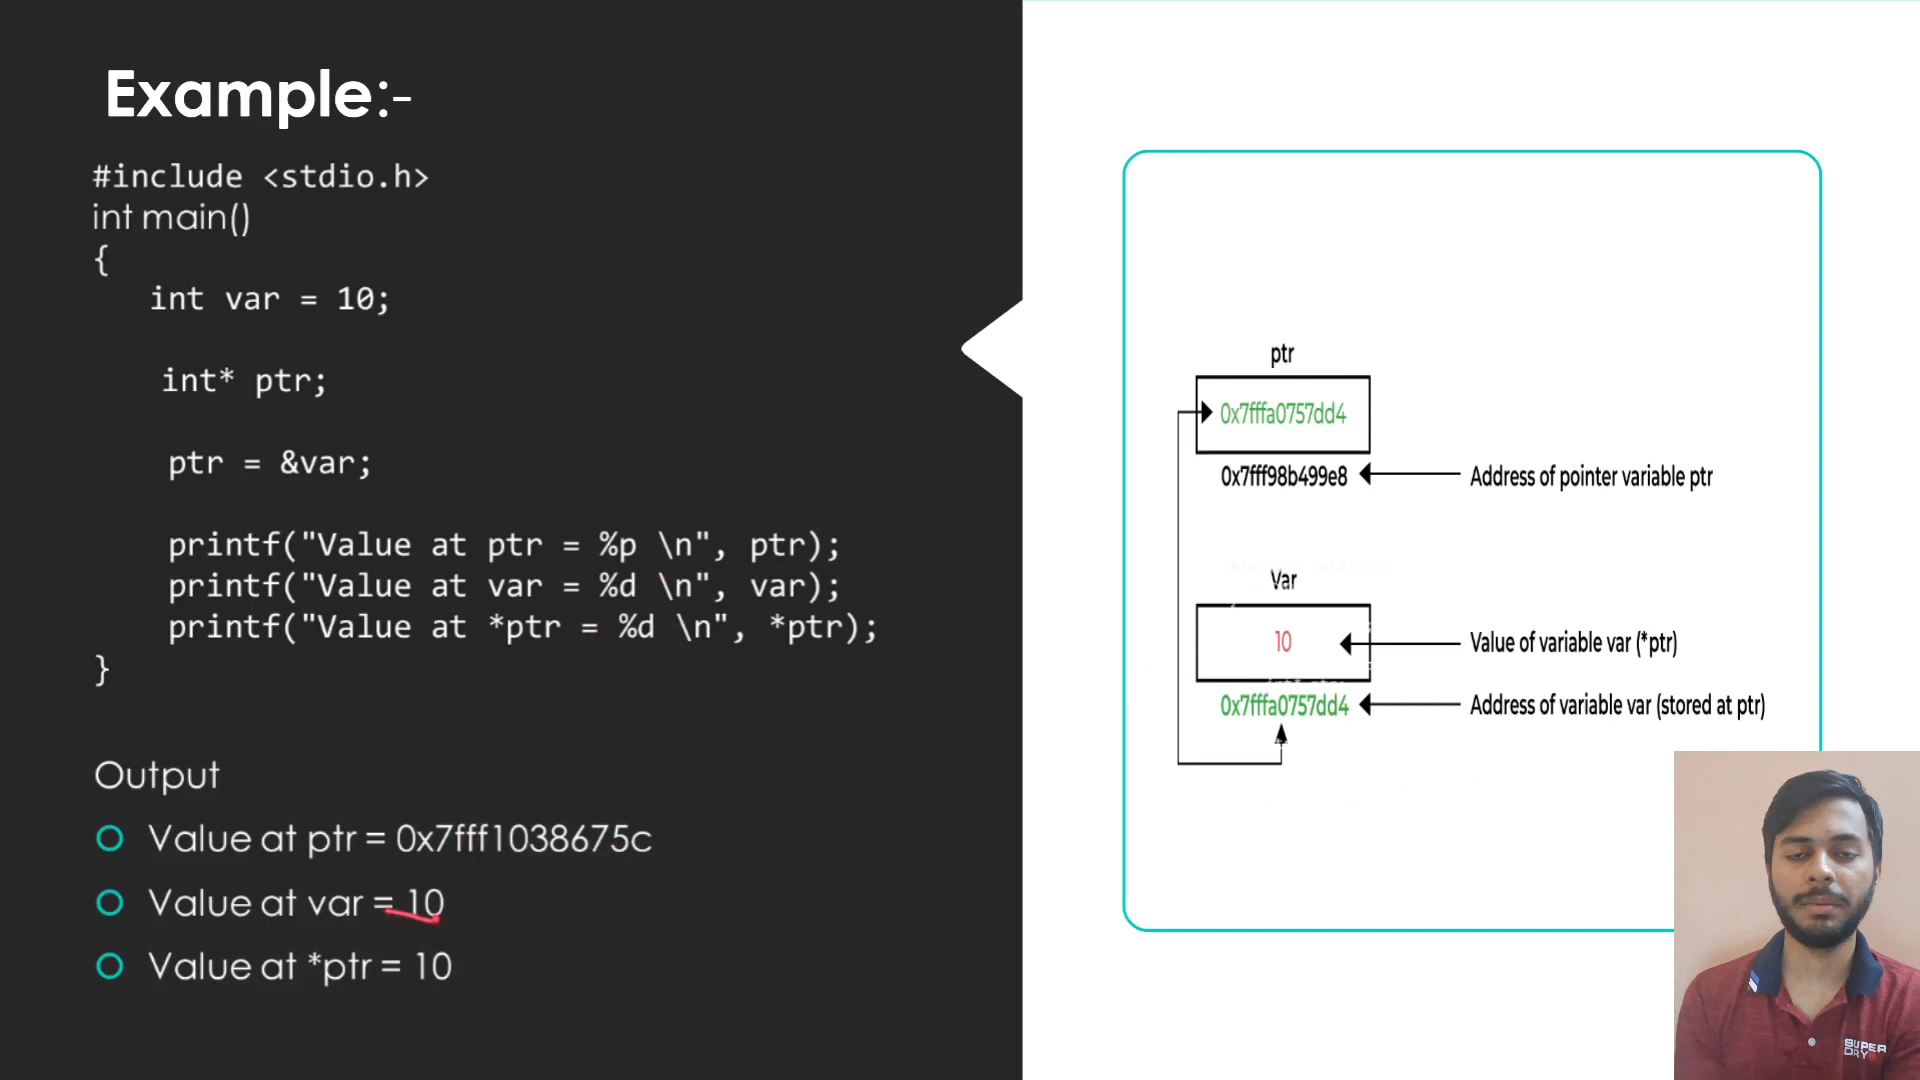 Example:-
#include <stdio.h>
int main()
{
int var = 10;
int* ptr;
ptr = &var;
printf("Value at ptr = %p \n", ptr);
printf("Value at var = %d \n", var);
printf("Value at *ptr = %d \n", *ptr);
}
Output
Value at ptr = 0x7fff1038675c
Value at var = 10
Value at *ptr = 10
ptr
0x7fffa0757dd4
0x7fff98b499e8
Address of pointer variable ptr
Var
10
Value of variable var (*ptr)
0x7fffa0757dd4
Address of variable var (stored at ptr)
SUPER
DRY